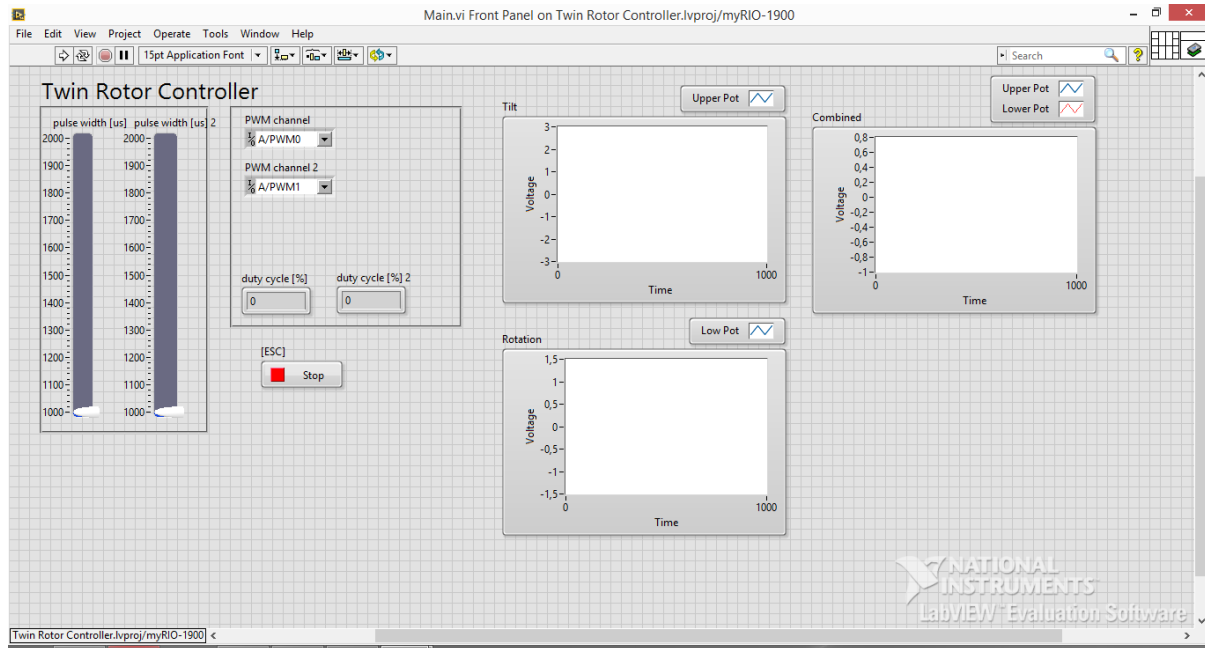 Main.vi Front Panel on Twin Rotor Controller.lvproj/myRIO-1900
File Edit View Project Operate Tools Window Help
15pt Application Font
Search
Twin Rotor Controller
pulse width [us]
2000
1900
1800
1700
1600
1500
1400
1300
1200
1100
1000
pulse width [us] 2
2000
1900
1800
1700
1600
1500
1400
1300
1200
1100
1000
PWM channel
I/O A/PWM0
PWM channel 2
I/O A/PWM1
duty cycle [%]
0
duty cycle [%] 2
0
[ESC]
Stop
Tilt
Upper Pot
Voltage
3
2
1
0
-1
-2
-3
0 1000
Time
Rotation
Low Pot
Voltage
1,5
1
0,5
0
-0,5
-1
-1,5
0 1000
Time
Combined
Upper Pot
Lower Pot
Voltage
0,8
0,6
0,4
0,2
0
-0,2
-0,4
-0,6
-0,8
-1
0 1000
Time
NATIONAL
INSTRUMENTS™
LabVIEW™ Evaluation Software
Twin Rotor Controller.lvproj/myRIO-1900